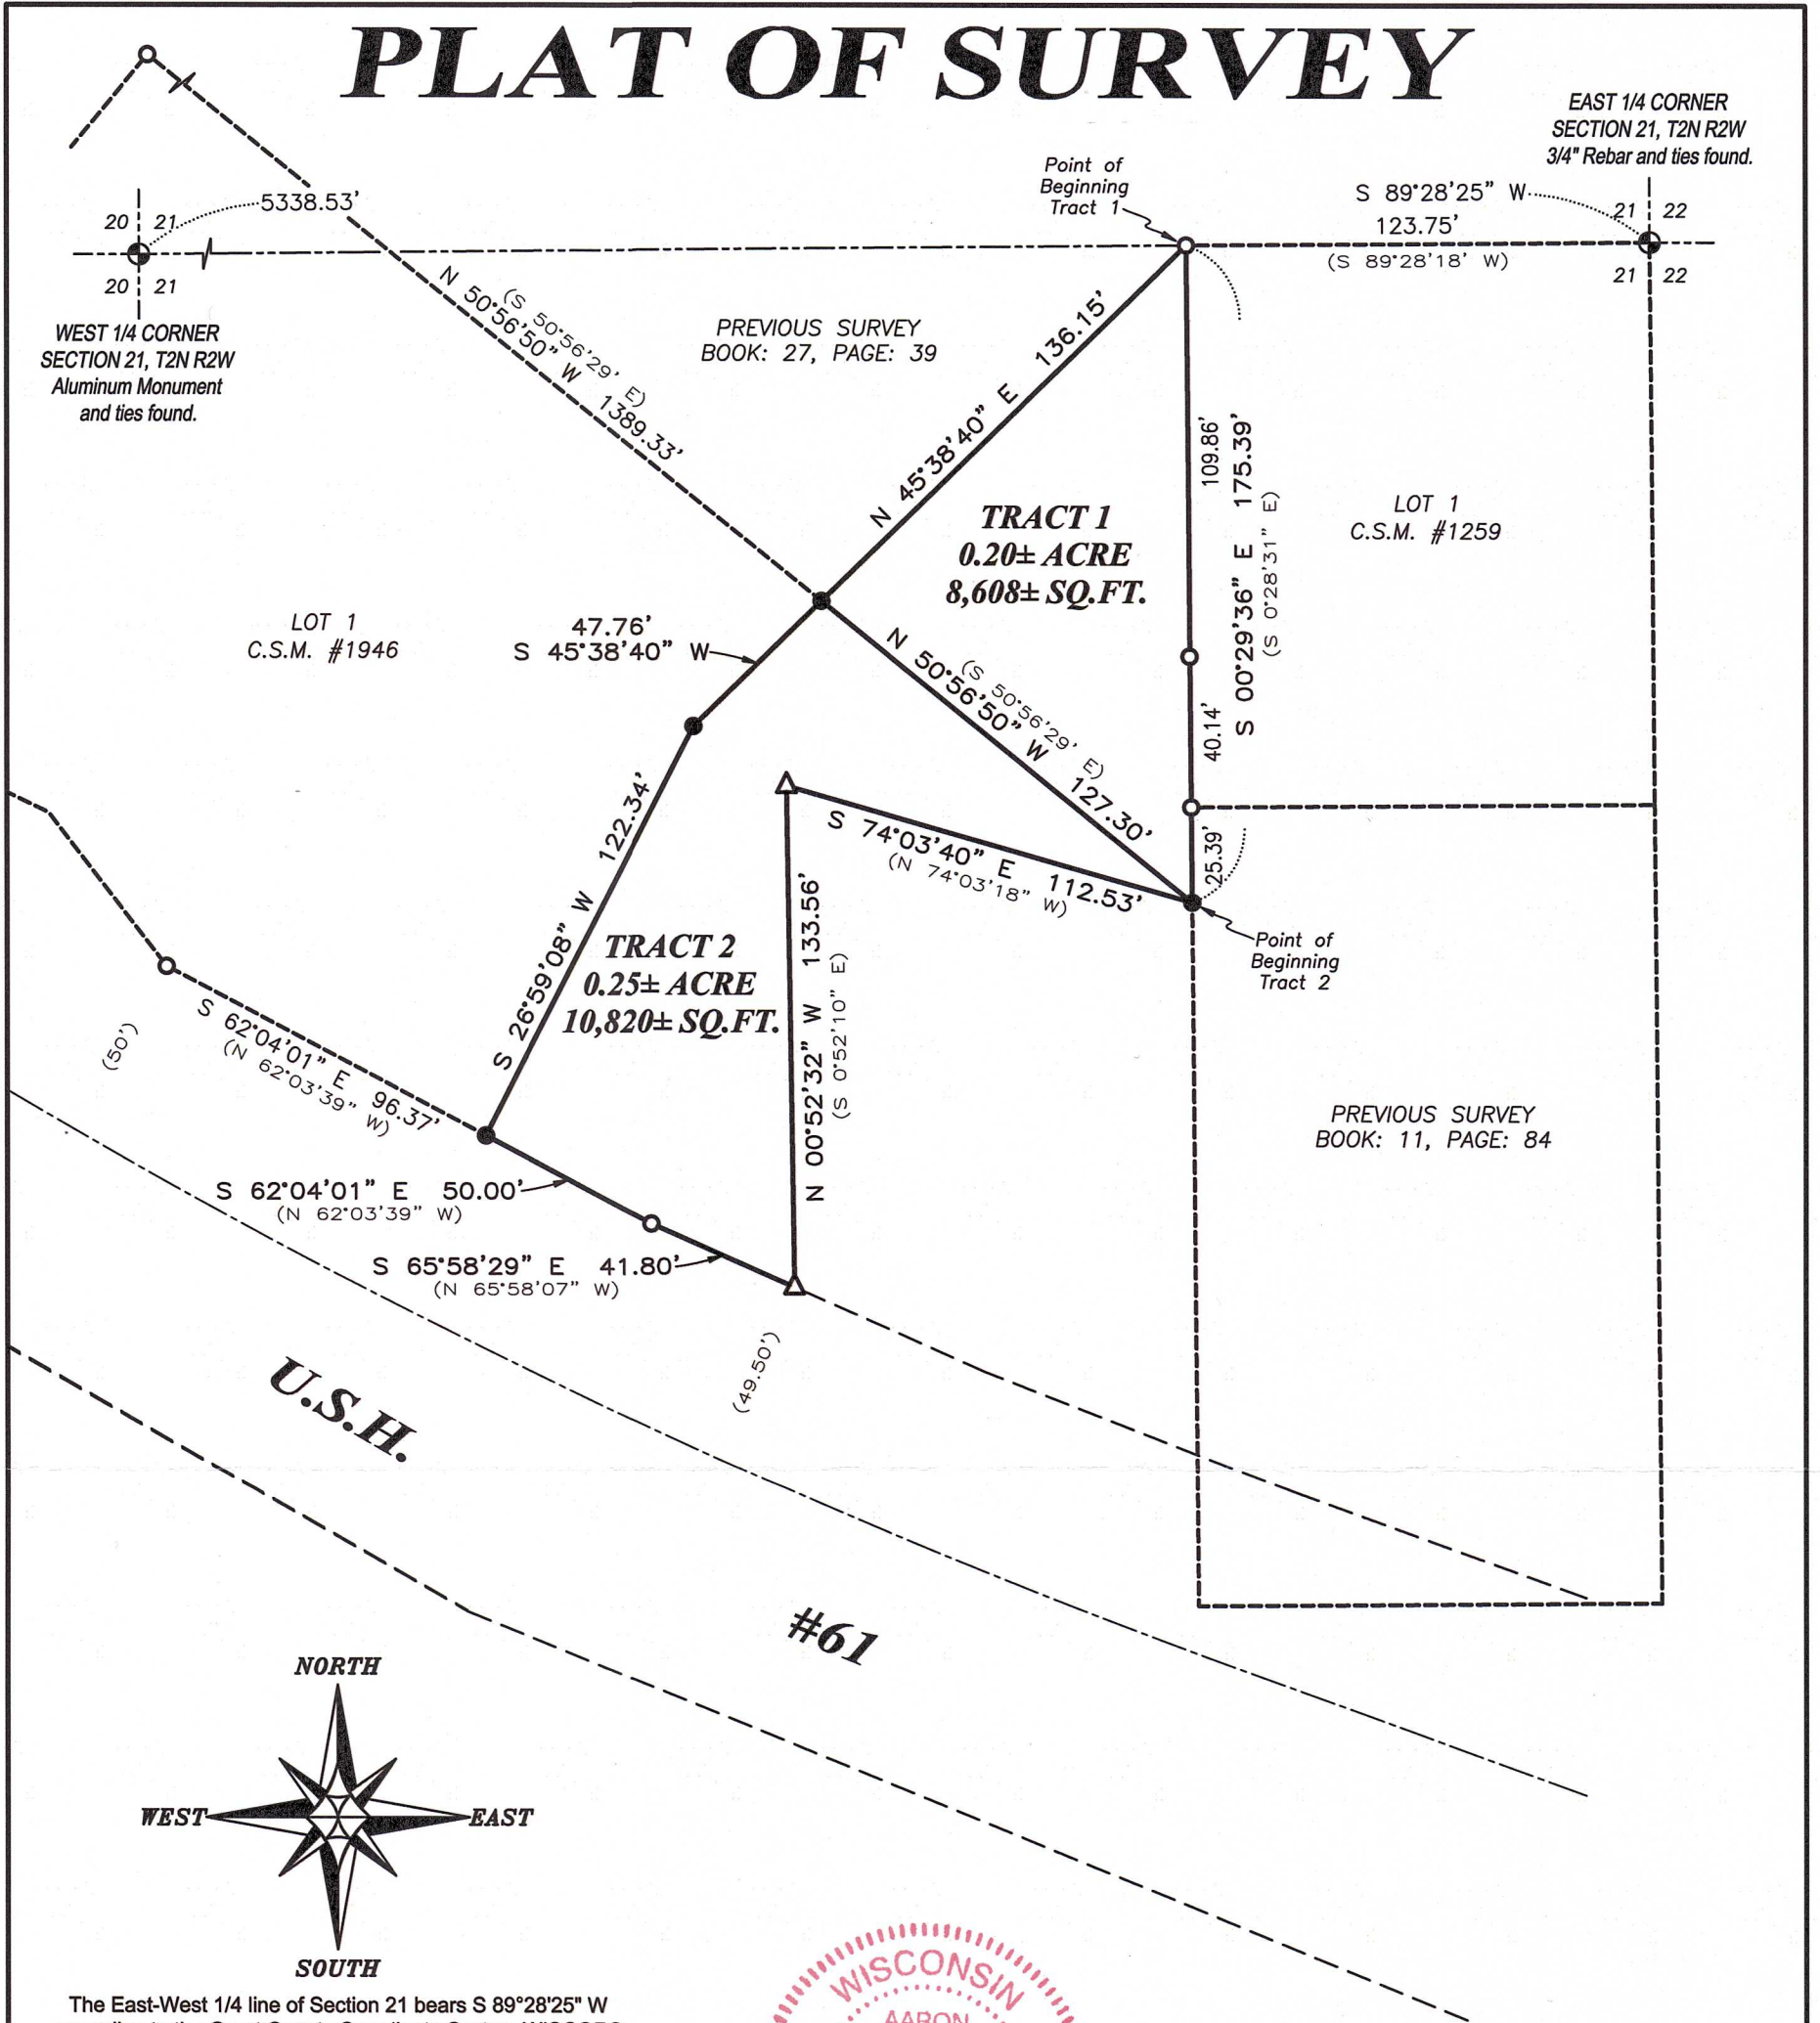 PLAT OF SURVEY
EAST 1/4 CORNER
SECTION 21, T2N R2W
3/4" Rebar and ties found.
Point of
Beginning
Tract 1
S 89°28'25" W
123.75'
(S 89°28'18' W)
21 22
21 22
5338.53'
20 21
20 21
WEST 1/4 CORNER
SECTION 21, T2N R2W
Aluminum Monument
and ties found.
(S 50°56'29' E)
N 50°56'50" W 1389.33'
PREVIOUS SURVEY
BOOK: 27, PAGE: 39
N 45°38'40" E 136.15'
109.86'
S 00°29'36" E 175.39'
(S 0°28'31" E)
LOT 1
C.S.M. #1259
TRACT 1
0.20± ACRE
8,608± SQ.FT.
LOT 1
C.S.M. #1946
47.76'
S 45°38'40" W
(S 50°56'29' E)
N 50°56'50" W 127.30'
40.14'
25.39'
S 26°59'08" W 122.34'
S 74°03'40" E 112.53'
(N 74°03'18" W)
N 00°52'32" W 133.56'
(S 0°52'10" E)
TRACT 2
0.25± ACRE
10,820± SQ.FT.
Point of
Beginning
Tract 2
(50')
S 62°04'01" E 96.37'
(N 62°03'39" W)
PREVIOUS SURVEY
BOOK: 11, PAGE: 84
S 62°04'01" E 50.00'
(N 62°03'39" W)
S 65°58'29" E 41.80'
(N 65°58'07" W)
(49.50')
U.S.H.
#61
NORTH
WEST
EAST
SOUTH
The East-West 1/4 line of Section 21 bears S 89°28'25" W
WISCONSIN
AARON